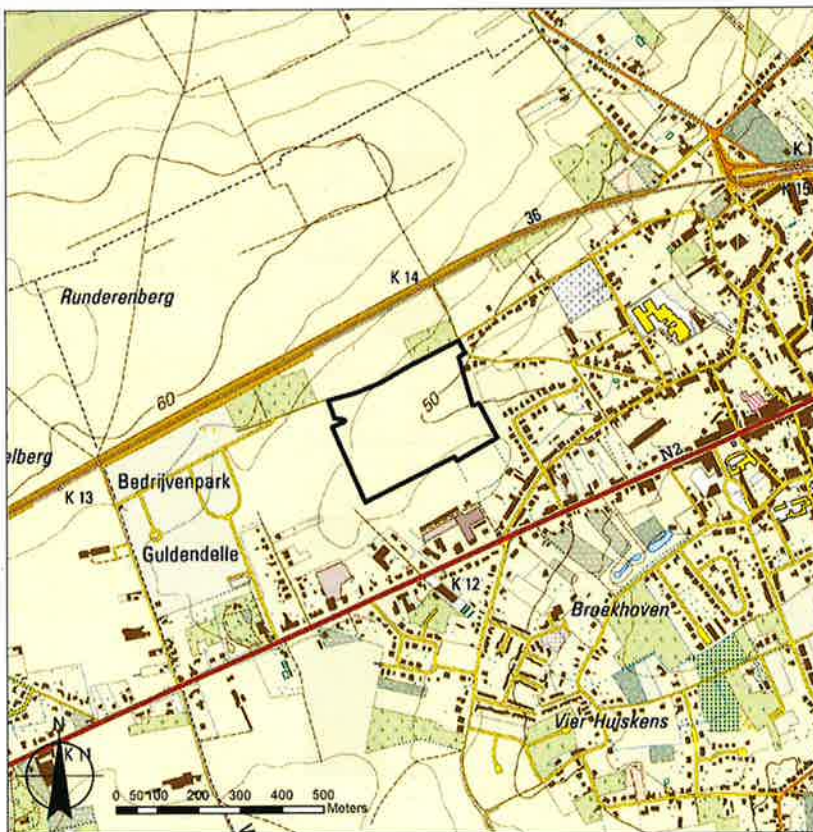 K 1
K 15
36
K 14
Runderenberg
60
50
elberg
N2
K 13
Bedrijvenpark
Guldendelle
K 12
Broekhoven
Vier Huiskens
N
K 11
0 50 100 200 300 400 500
Meters